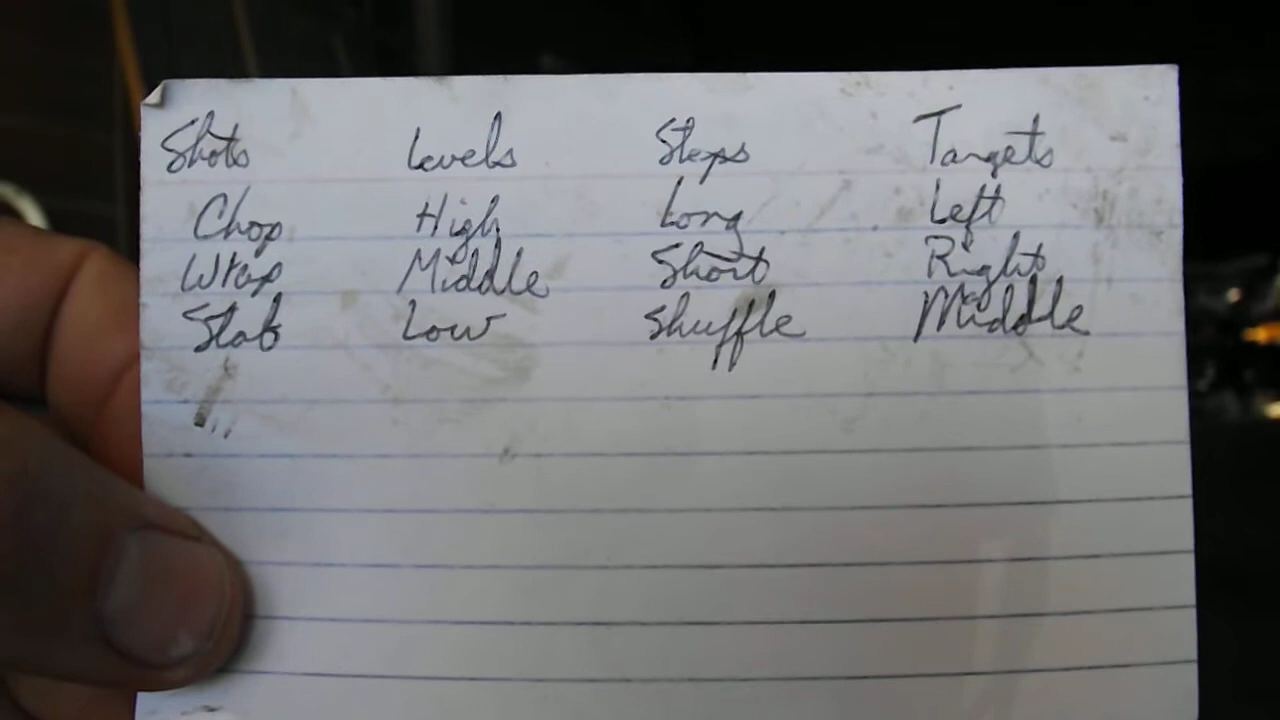 Shots Levels Steps Targets
Chop High Long Left
Wrap Middle Short Right
Stab Low Shuffle Middle